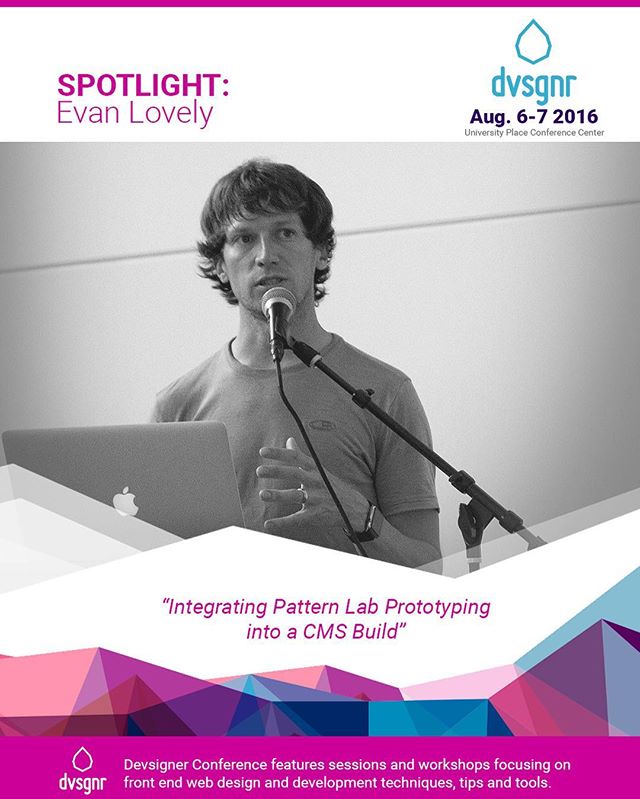 SPOTLIGHT:
Evan Lovely
dvsgnr
Aug. 6-7 2016
University Place Conference Center
“Integrating Pattern Lab Prototyping
into a CMS Build”
dvsgnr
Devsigner Conference features sessions and workshops focusing on
front end web design and development techniques, tips and tools.